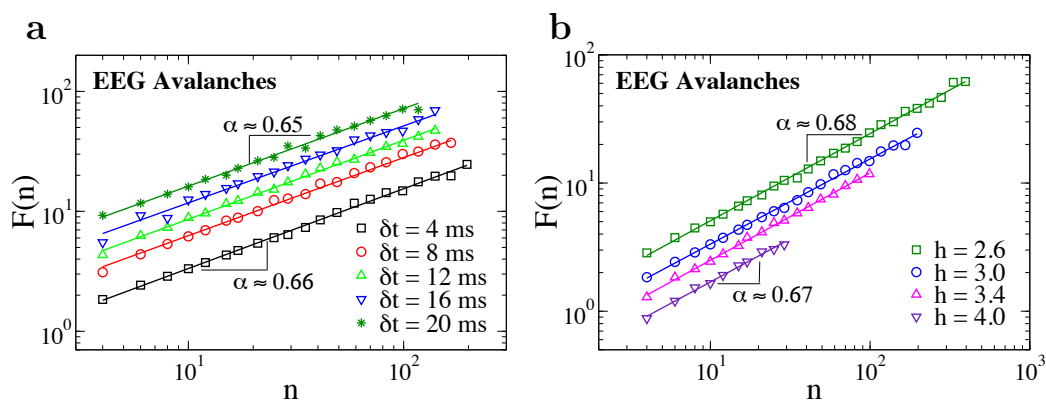 a
EEG Avalanches
α ≈ 0.65
α ≈ 0.66
δt = 4 ms
δt = 8 ms
δt = 12 ms
δt = 16 ms
δt = 20 ms
F(n)
10^2
10^1
10^0
10^1
10^2
n
b
EEG Avalanches
α ≈ 0.68
α ≈ 0.67
h = 2.6
h = 3.0
h = 3.4
h = 4.0
F(n)
10^2
10^1
10^0
10^0
10^1
10^2
10^3
n